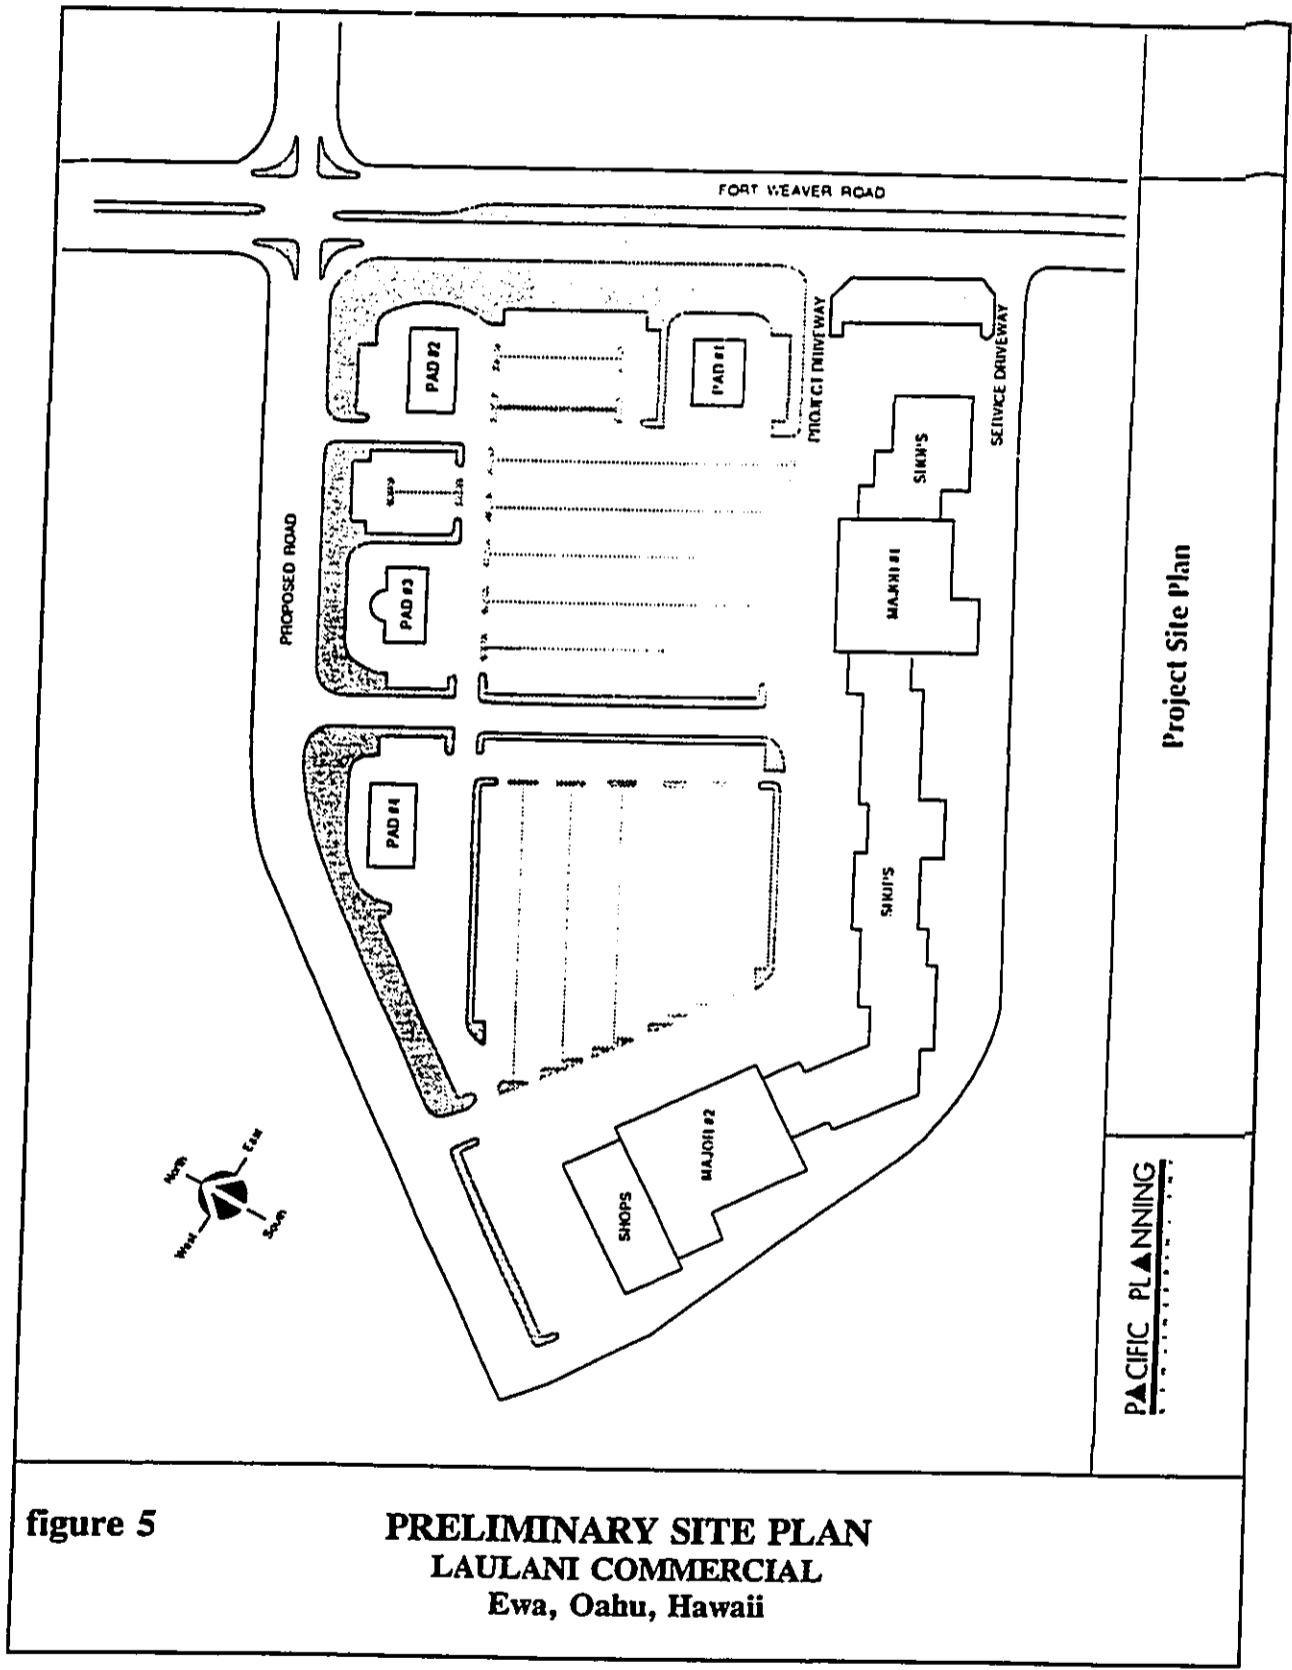 FORT WEAVER ROAD
PROJECT DRIVEWAY
SERVICE DRIVEWAY
PAD #2
PAD #1
SHOPS
PROPOSED ROAD
PAD #3
MAJOR #1
PAD #4
SHOPS
MAJOR #2
SHOPS
North
East
West
South
Project Site Plan
PACIFIC PLANNING
figure 5
PRELIMINARY SITE PLAN
LAULANI COMMERCIAL
Ewa, Oahu, Hawaii